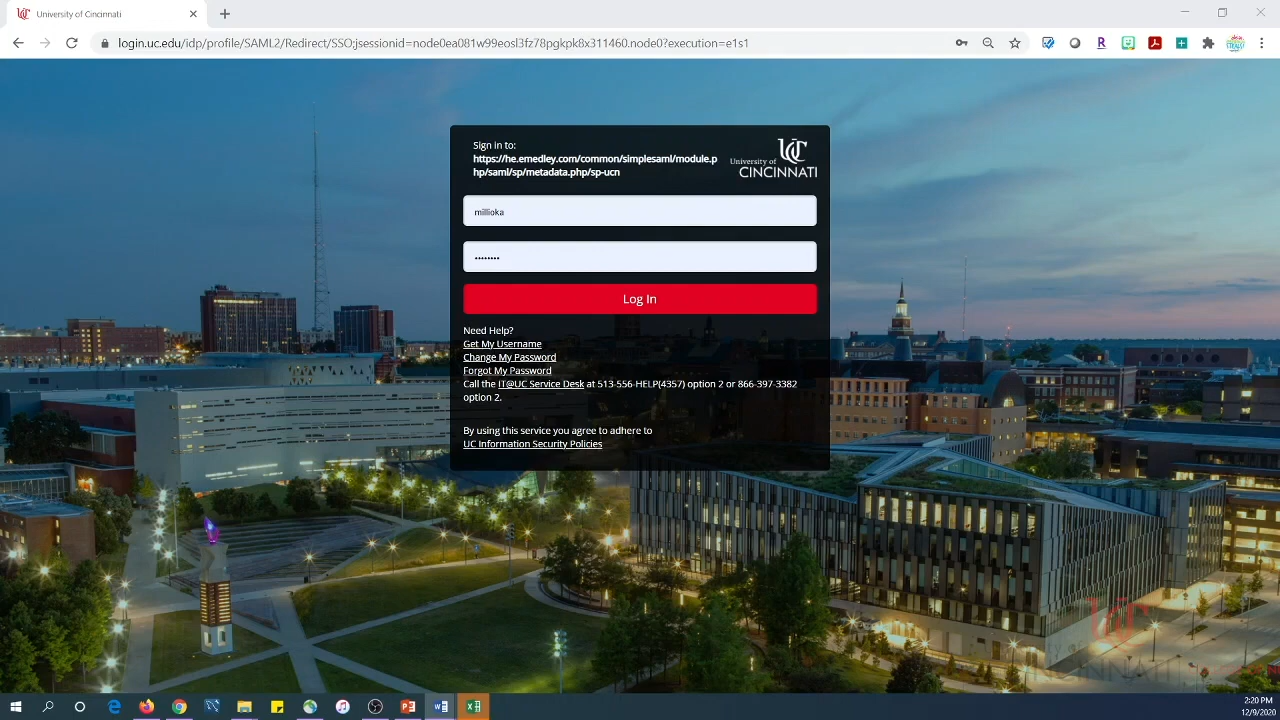 University of Cincinnati
login.uc.edu/idp/profile/SAML2/Redirect/SSO;jsessionid=node0eo081w99ecl3fz78pgkpk8x311460.node0?execution=e1s1
Sign in to:
https://he.emedley.com/common/simplesaml/module.p
hp/saml/sp/metadata.php/sp-ucn
University of
CINCINNATI
millioka
••••••••
Log In
Need Help?
Get My Username
Change My Password
Forgot My Password
Call the IT@UC Service Desk at 513-556-HELP(4357) option 2 or 866-397-3382
option 2.
By using this service you agree to adhere to
UC Information Security Policies
2:20 PM
12/9/2020